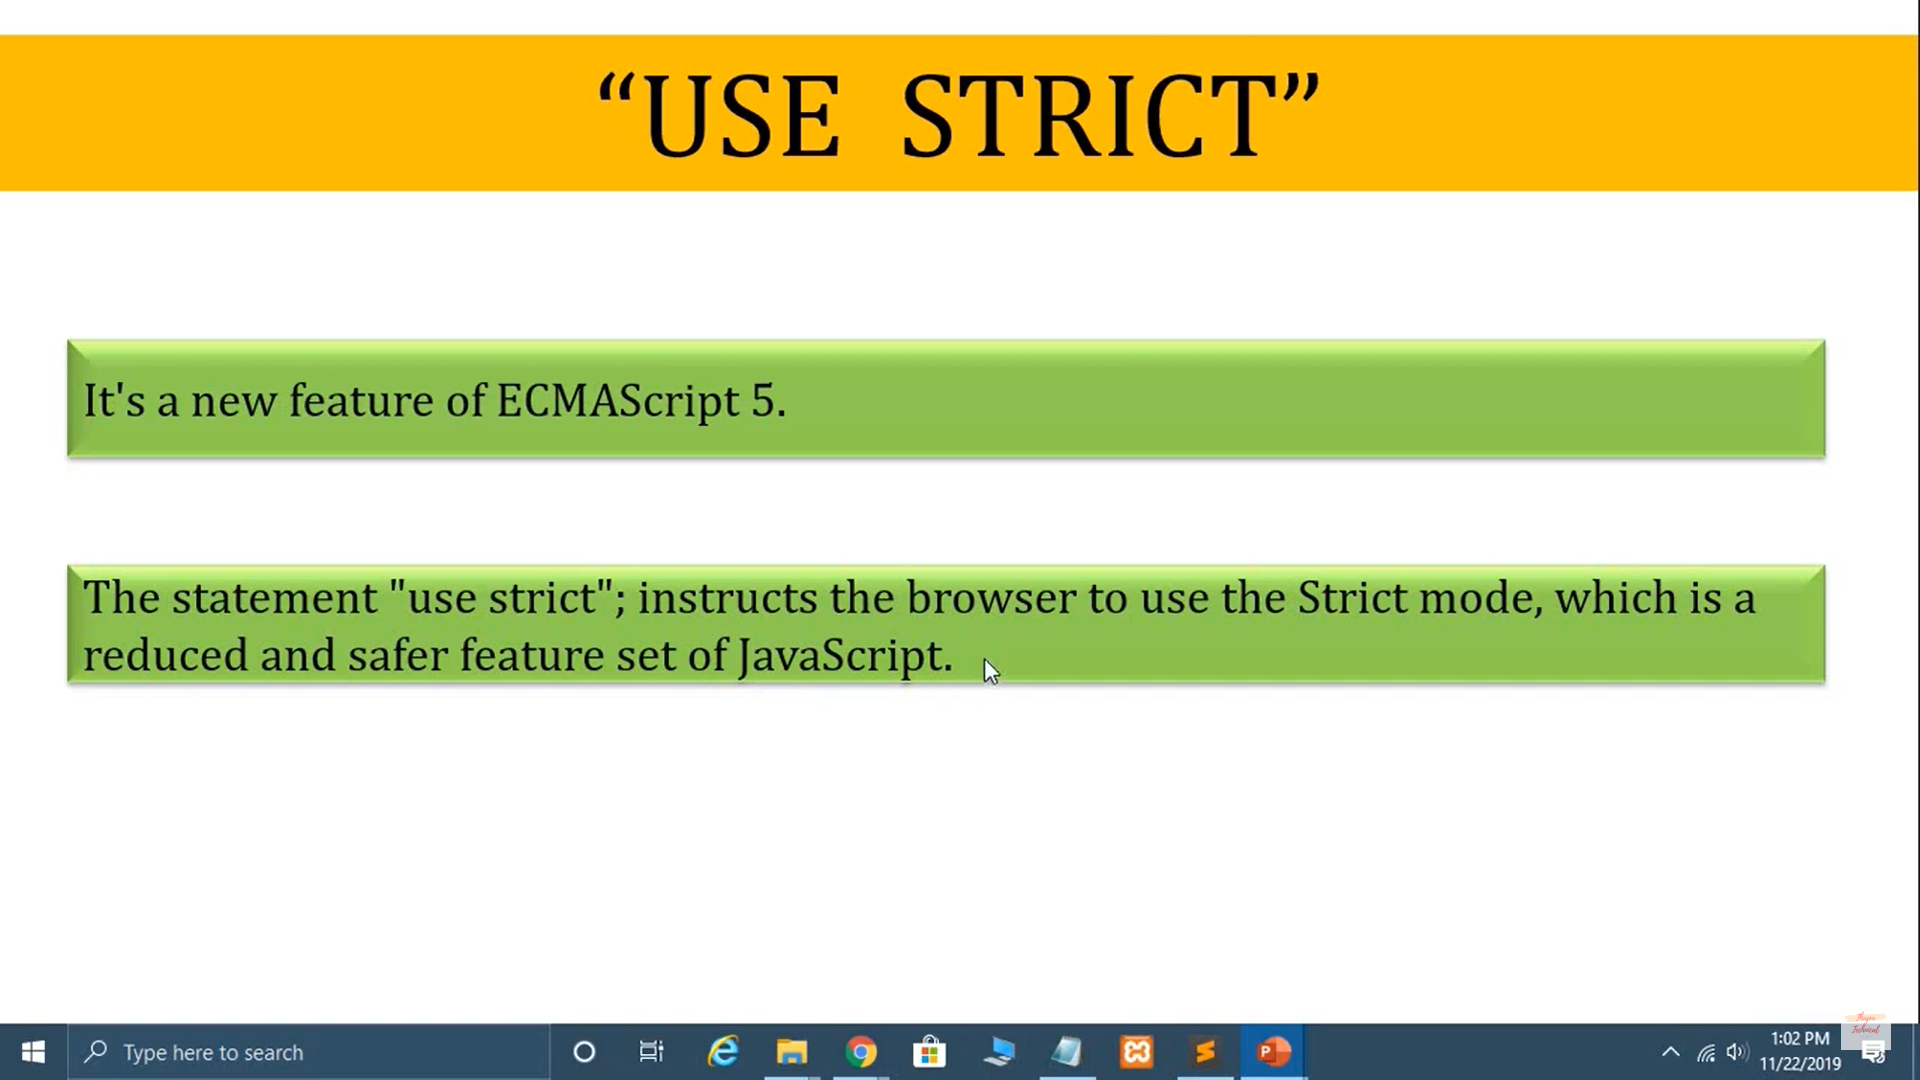 “USE STRICT”
It's a new feature of ECMAScript 5.
The statement "use strict"; instructs the browser to use the Strict mode, which is a
reduced and safer feature set of JavaScript.
Type here to search
1:02 PM
11/22/2019
Technical